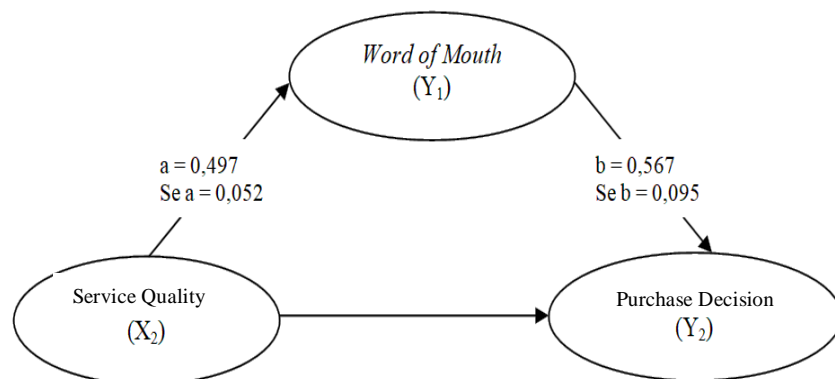 Word of Mouth
(Y₁)
a = 0,497
Se a = 0,052
b = 0,567
Se b = 0,095
Service Quality
(X₂)
Purchase Decision
(Y₂)